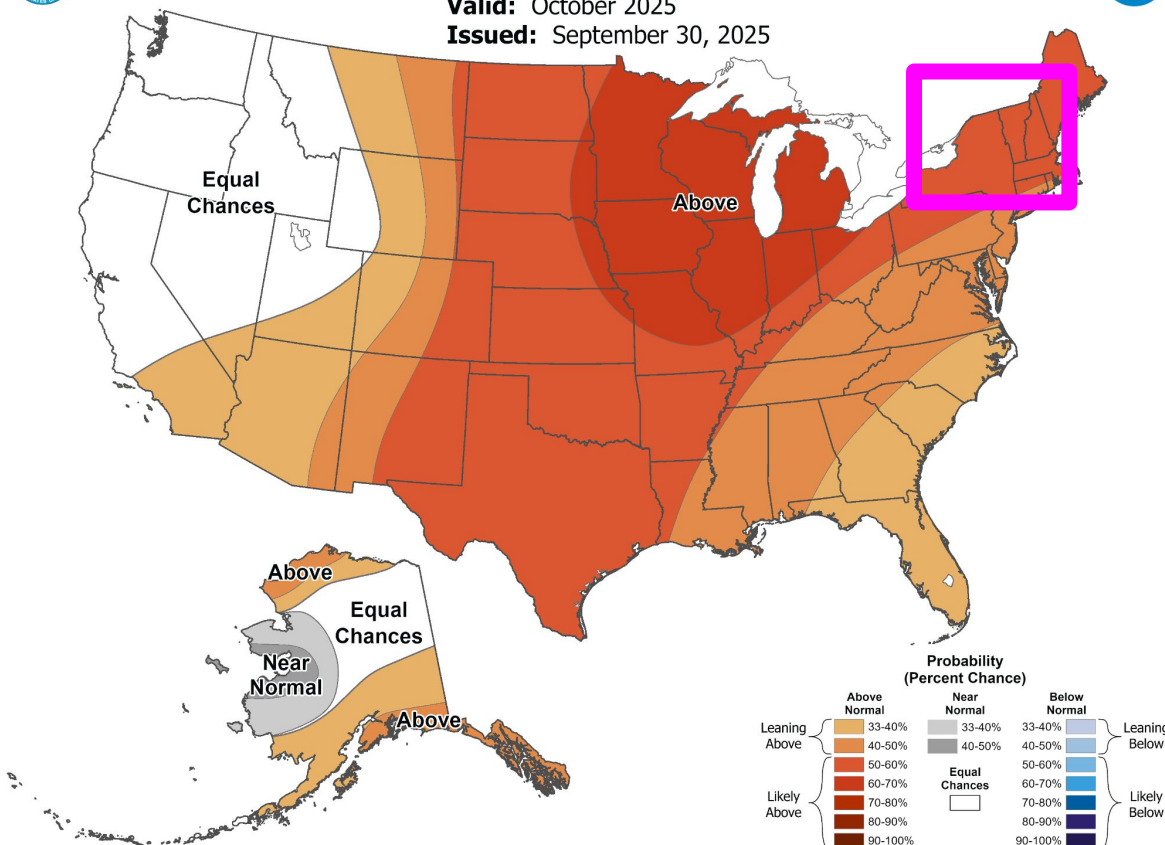 Valid: October 2025
Issued: September 30, 2025
Equal
Chances
Above
Above
Equal
Chances
Near
Normal
Above
Probability
(Percent Chance)
Above
Normal
Near
Normal
Below
Normal
Leaning
Above
33-40%
40-50%
33-40%
40-50%
33-40%
40-50%
Leaning
Below
Likely
Above
50-60%
60-70%
70-80%
80-90%
90-100%
Equal
Chances
50-60%
60-70%
70-80%
80-90%
90-100%
Likely
Below